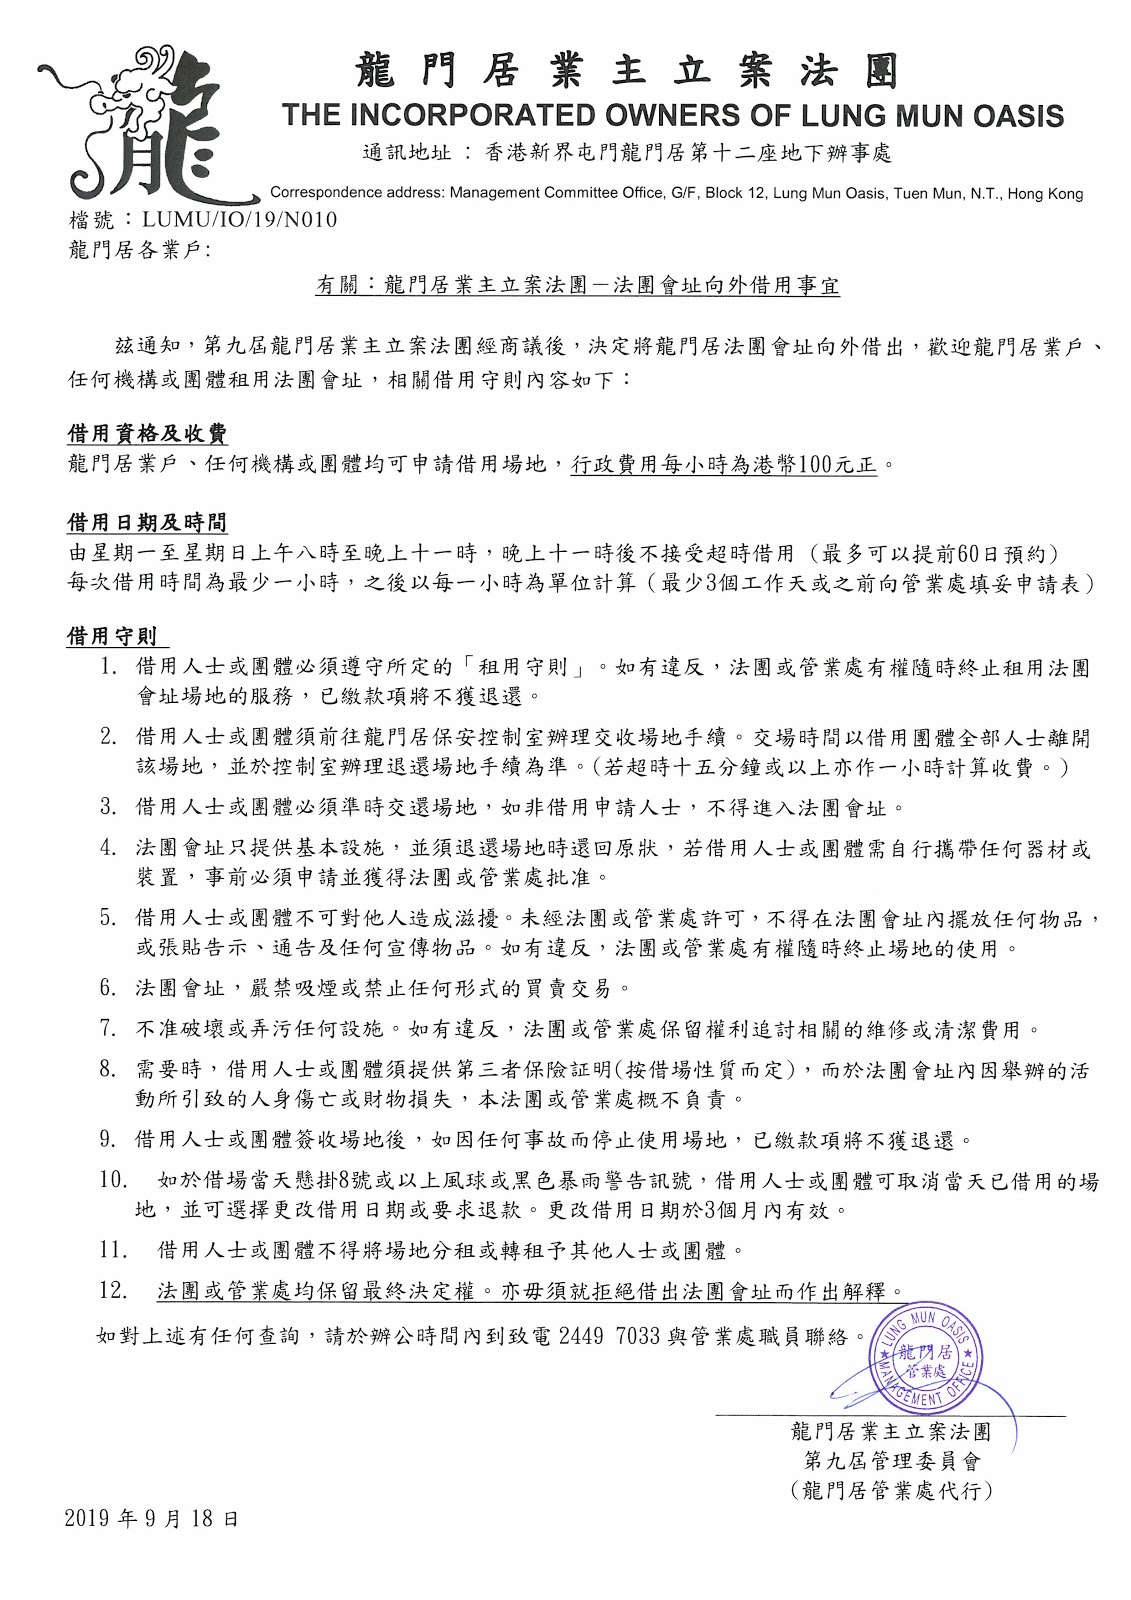 龍門居業主立案法團
THE INCORPORATED OWNERS OF LUNG MUN OASIS
通訊地址：香港新界屯門龍門居第十二座地下辦事處
Correspondence address: Management Committee Office, G/F, Block 12, Lung Mun Oasis, Tuen Mun, N.T., Hong Kong
檔號：LUMU/IO/19/N010
龍門居各業戶:
有關：龍門居業主立案法團－法團會址向外借用事宜
茲通知，第九屆龍門居業主立案法團經商議後，決定將龍門居法團會址向外借出，歡迎龍門居業戶、
任何機構或團體租用法團會址，相關借用守則內容如下：
借用資格及收費
龍門居業戶、任何機構或團體均可申請借用場地，行政費用每小時為港幣100元正。
借用日期及時間
由星期一至星期日上午八時至晚上十一時，晚上十一時後不接受超時借用（最多可以提前60日預約）
每次借用時間為最少一小時，之後以每一小時為單位計算（最少3個工作天或之前向管業處填妥申請表）
借用守則
1. 借用人士或團體必須遵守所定的「租用守則」。如有違反，法團或管業處有權隨時終止租用法團
會址場地的服務，已繳款項將不獲退還。
2. 借用人士或團體須前往龍門居保安控制室辦理交收場地手續。交場時間以借用團體全部人士離開
該場地，並於控制室辦理退還場地手續為準。(若超時十五分鐘或以上亦作一小時計算收費。)
3. 借用人士或團體必須準時交還場地，如非借用申請人士，不得進入法團會址。
4. 法團會址只提供基本設施，並須退還場地時還回原狀，若借用人士或團體需自行攜帶任何器材或
裝置，事前必須申請並獲得法團或管業處批准。
5. 借用人士或團體不可對他人造成滋擾。未經法團或管業處許可，不得在法團會址內擺放任何物品，
或張貼告示、通告及任何宣傳物品。如有違反，法團或管業處有權隨時終止場地的使用。
6. 法團會址，嚴禁吸煙或禁止任何形式的買賣交易。
7. 不准破壞或弄污任何設施。如有違反，法團或管業處保留權利追討相關的維修或清潔費用。
8. 需要時，借用人士或團體須提供第三者保險証明(按借場性質而定)，而於法團會址內因舉辦的活
動所引致的人身傷亡或財物損失，本法團或管業處概不負責。
9. 借用人士或團體簽收場地後，如因任何事故而停止使用場地，已繳款項將不獲退還。
10. 如於借場當天懸掛8號或以上風球或黑色暴雨警告訊號，借用人士或團體可取消當天已借用的場
地，並可選擇更改借用日期或要求退款。更改借用日期於3個月內有效。
11. 借用人士或團體不得將場地分租或轉租予其他人士或團體。
12. 法團或管業處均保留最終決定權。亦毋須就拒絕借出法團會址而作出解釋。
如對上述有任何查詢，請於辦公時間內到致電 2449 7033 與管業處職員聯絡。
LUNG MUN OASIS
龍門居
管業處
MANAGEMENT OFFICE
龍門居業主立案法團
第九屆管理委員會
（龍門居管業處代行）
2019 年 9 月 18 日